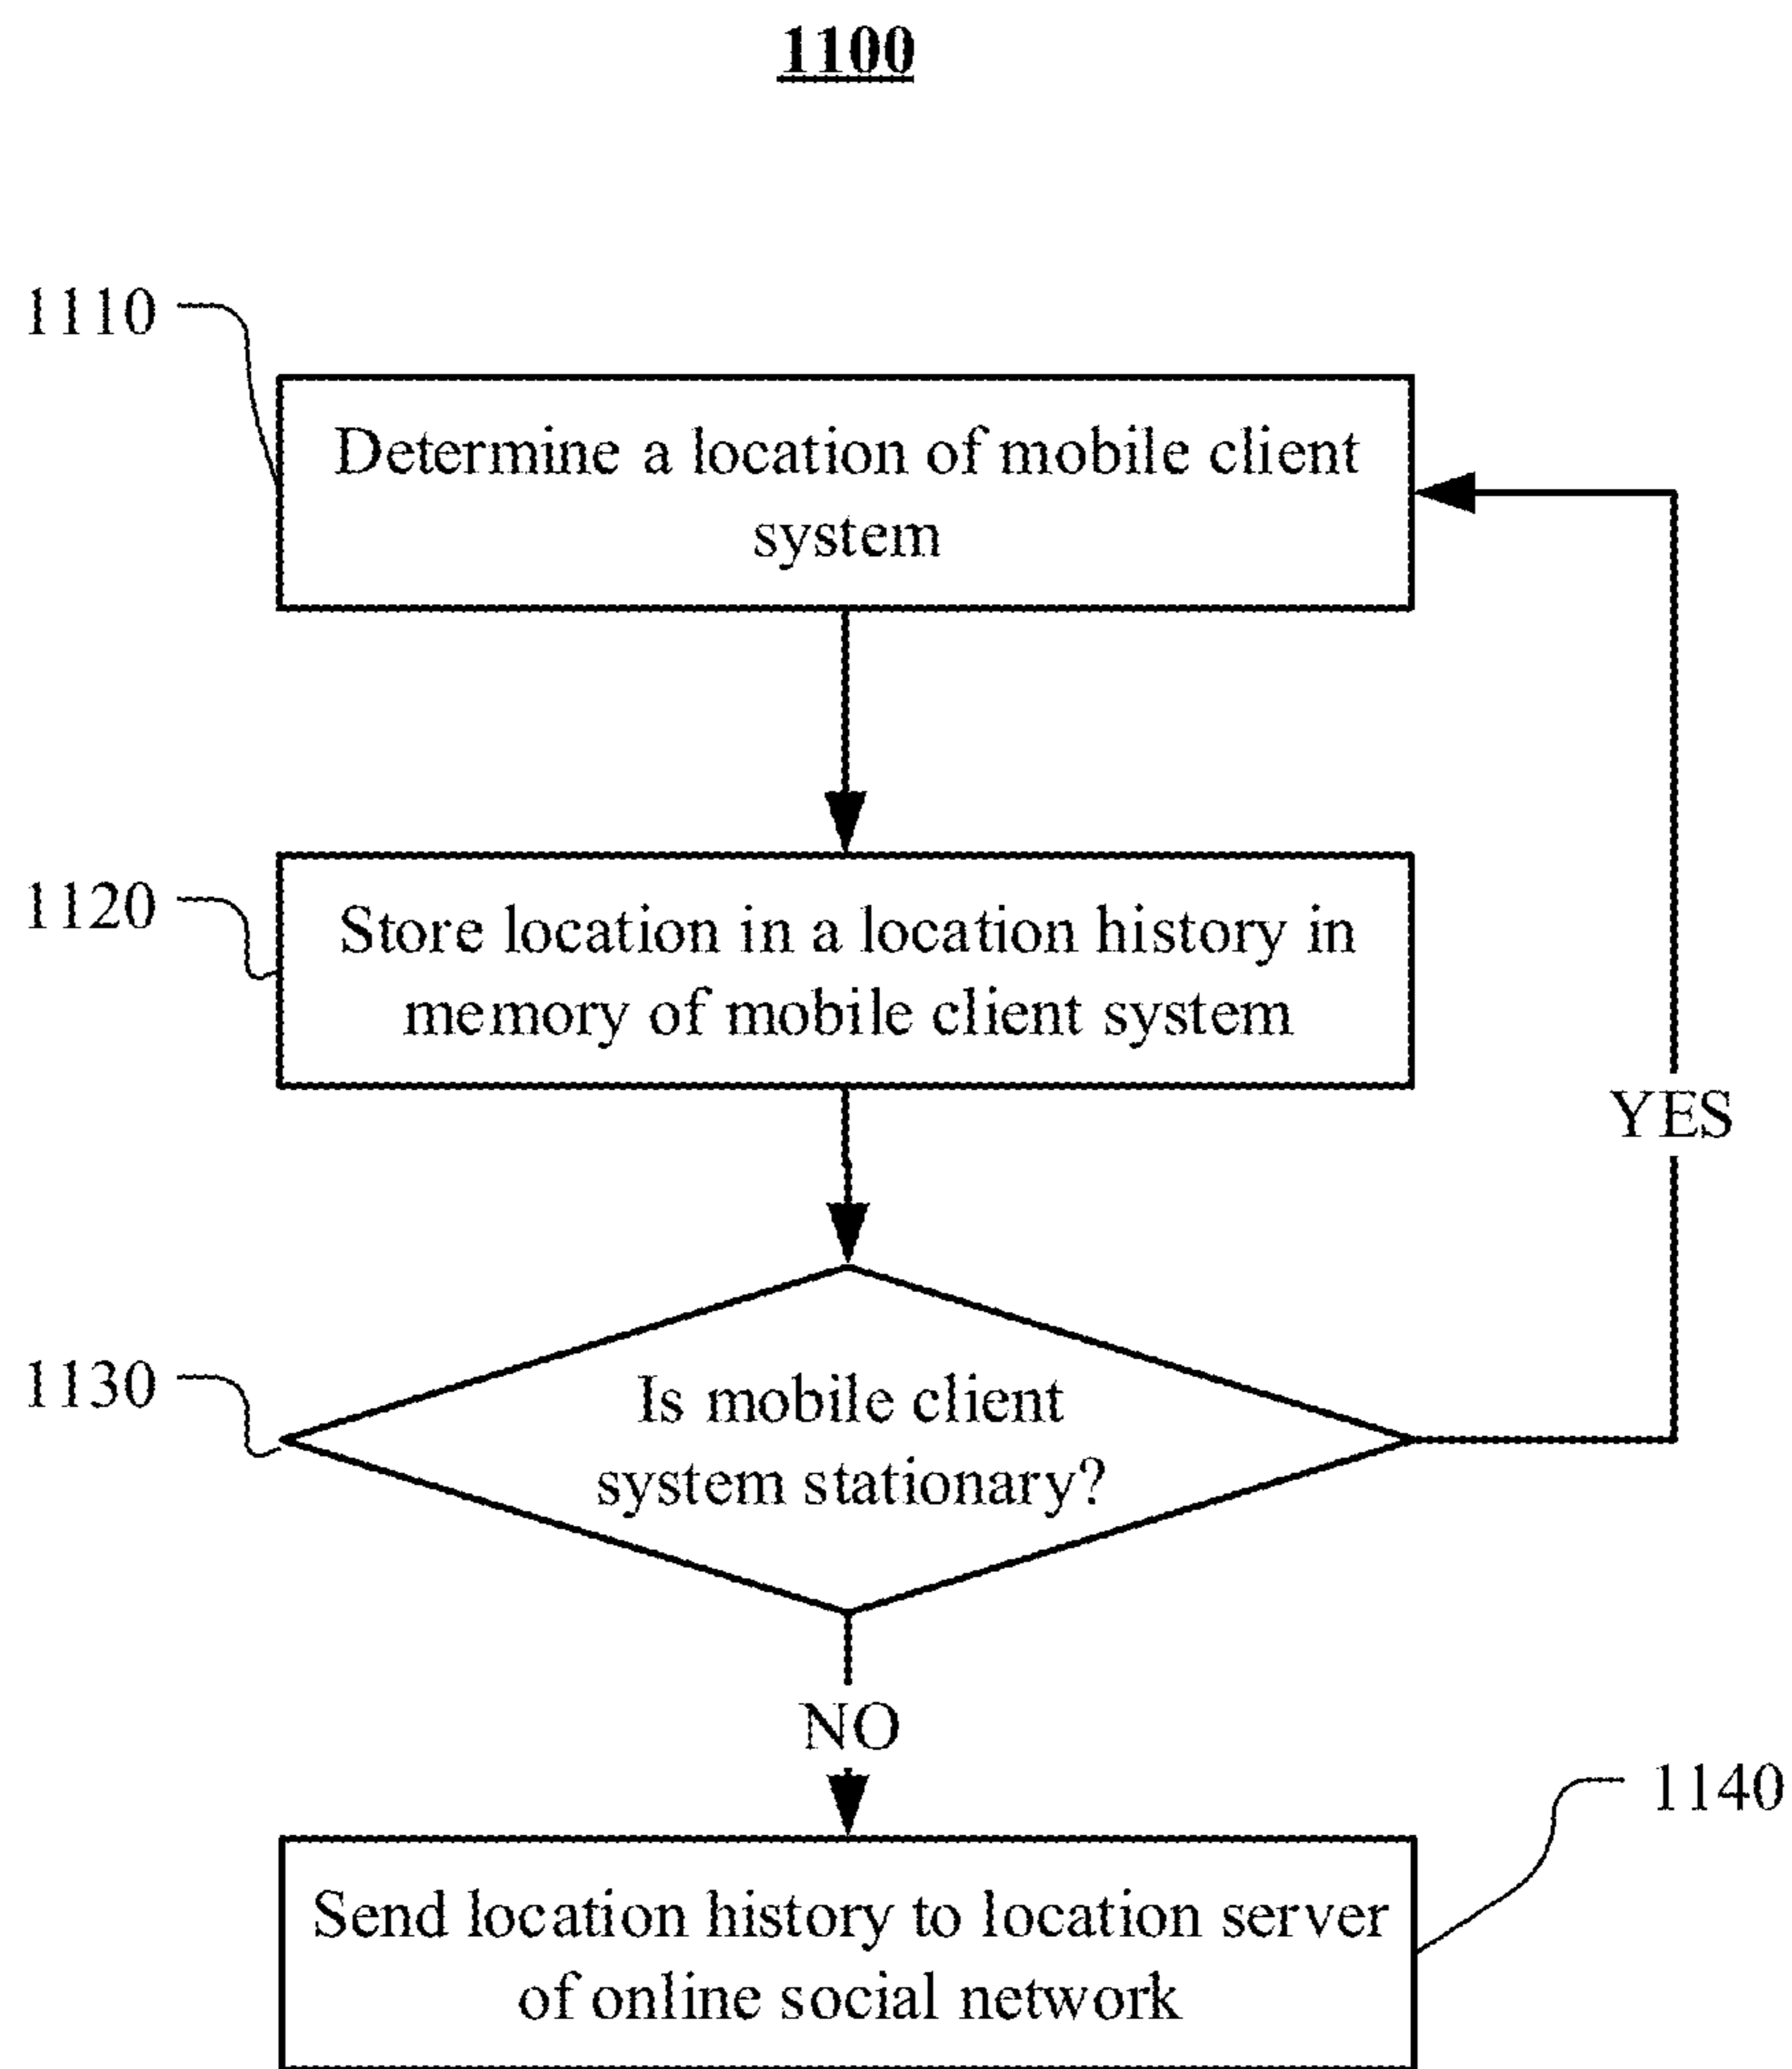 1100
1110
Determine a location of mobile client
system
1120
Store location in a location history in
memory of mobile client system
YES
1130
Is mobile client
system stationary?
NO
1140
Send location history to location server
of online social network